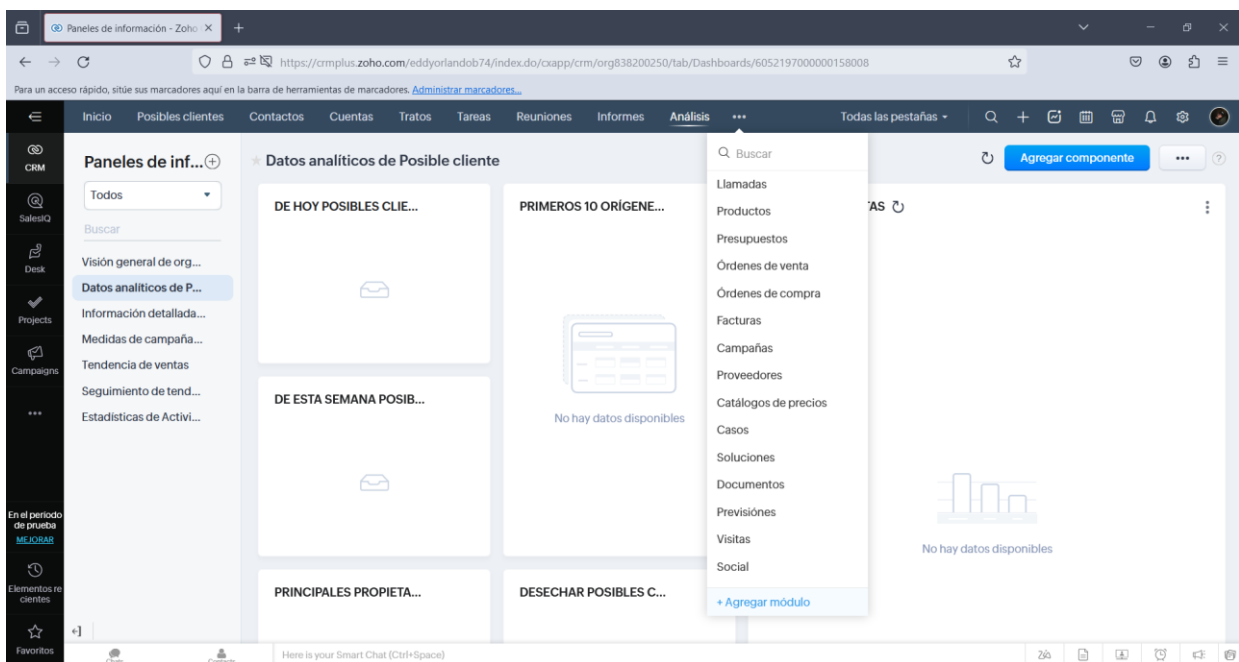 Paneles de información - Zoho
https://crmplus.zoho.com/eddyorlandob74/index.do/cxapp/crm/org838200250/tab/Dashboards/6052197000000158008
Para un acceso rápido, sitúe sus marcadores aquí en la barra de herramientas de marcadores. Administrar marcadores...
Inicio Posibles clientes Contactos Cuentas Tratos Tareas Reuniones Informes Análisis ••• Todas las pestañas
CRM
SalesIQ
Desk
Projects
Campaigns
•••
En el periodo
de prueba
MEJORAR
Elementos re
cientes
Favoritos
Paneles de inf...
Todos
Buscar
Visión general de org...
Datos analíticos de P...
Información detallada...
Medidas de campaña...
Tendencia de ventas
Seguimiento de tend...
Estadísticas de Activi...
Datos analíticos de Posible cliente
Agregar componente
•••
DE HOY POSIBLES CLIE...
PRIMEROS 10 ORÍGENE...
No hay datos disponibles
DE ESTA SEMANA POSIB...
PRINCIPALES PROPIETA...
DESECHAR POSIBLES C...
Buscar
Llamadas
Productos
Presupuestos
Órdenes de venta
Órdenes de compra
Facturas
Campañas
Proveedores
Catálogos de precios
Casos
Soluciones
Documentos
Previsiónes
Visitas
Social
+ Agregar módulo
No hay datos disponibles
Here is your Smart Chat (Ctrl+Space)